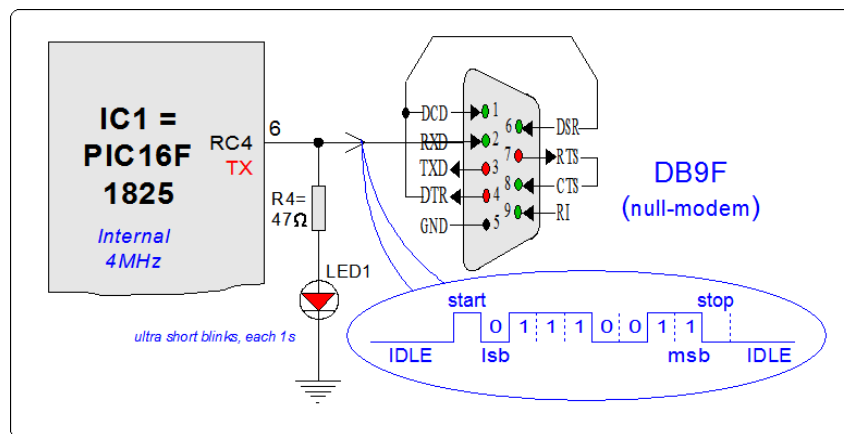 IC1 =
PIC16F
1825
Internal
4MHz
RC4
TX
6
R4=
47Ω
LED1
ultra short blinks, each 1s
DCD
RXD
TXD
DTR
GND
1
2
3
4
5
6
7
8
9
DSR
RTS
CTS
RI
DB9F
(null-modem)
start
stop
0 1 1 1 0 0 1 1
IDLE
lsb
msb
IDLE